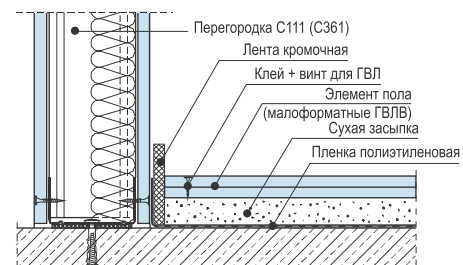 Перегородка С111 (С361)
Лента кромочная
Клей + винт для ГВЛ
Элемент пола
(малоформатные ГВЛВ)
Сухая засыпка
Пленка полиэтиленовая